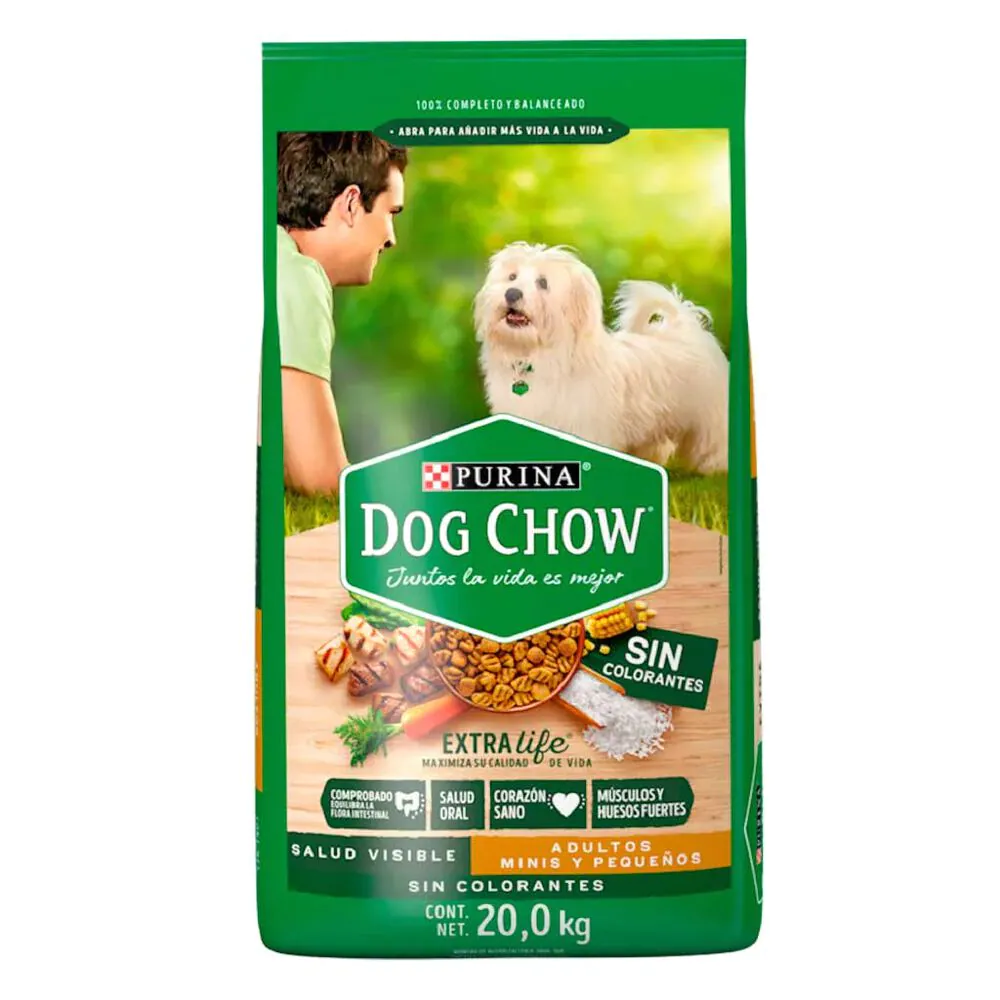 100% COMPLETO Y BALANCEADO
• ABRA PARA AÑADIR MÁS VIDA A LA VIDA •
PURINA®
DOG CHOW®
Juntos la vida es mejor
SIN
COLORANTES
EXTRA life®
MAXIMIZA SU CALIDAD DE VIDA
COMPROBADO
EQUILIBRA LA
FLORA INTESTINAL
SALUD
ORAL
CORAZÓN
SANO
MÚSCULOS Y
HUESOS FUERTES
SALUD VISIBLE
ADULTOS
MINIS Y PEQUEÑOS
SIN COLORANTES
CONT.
NET. 20,0 kg